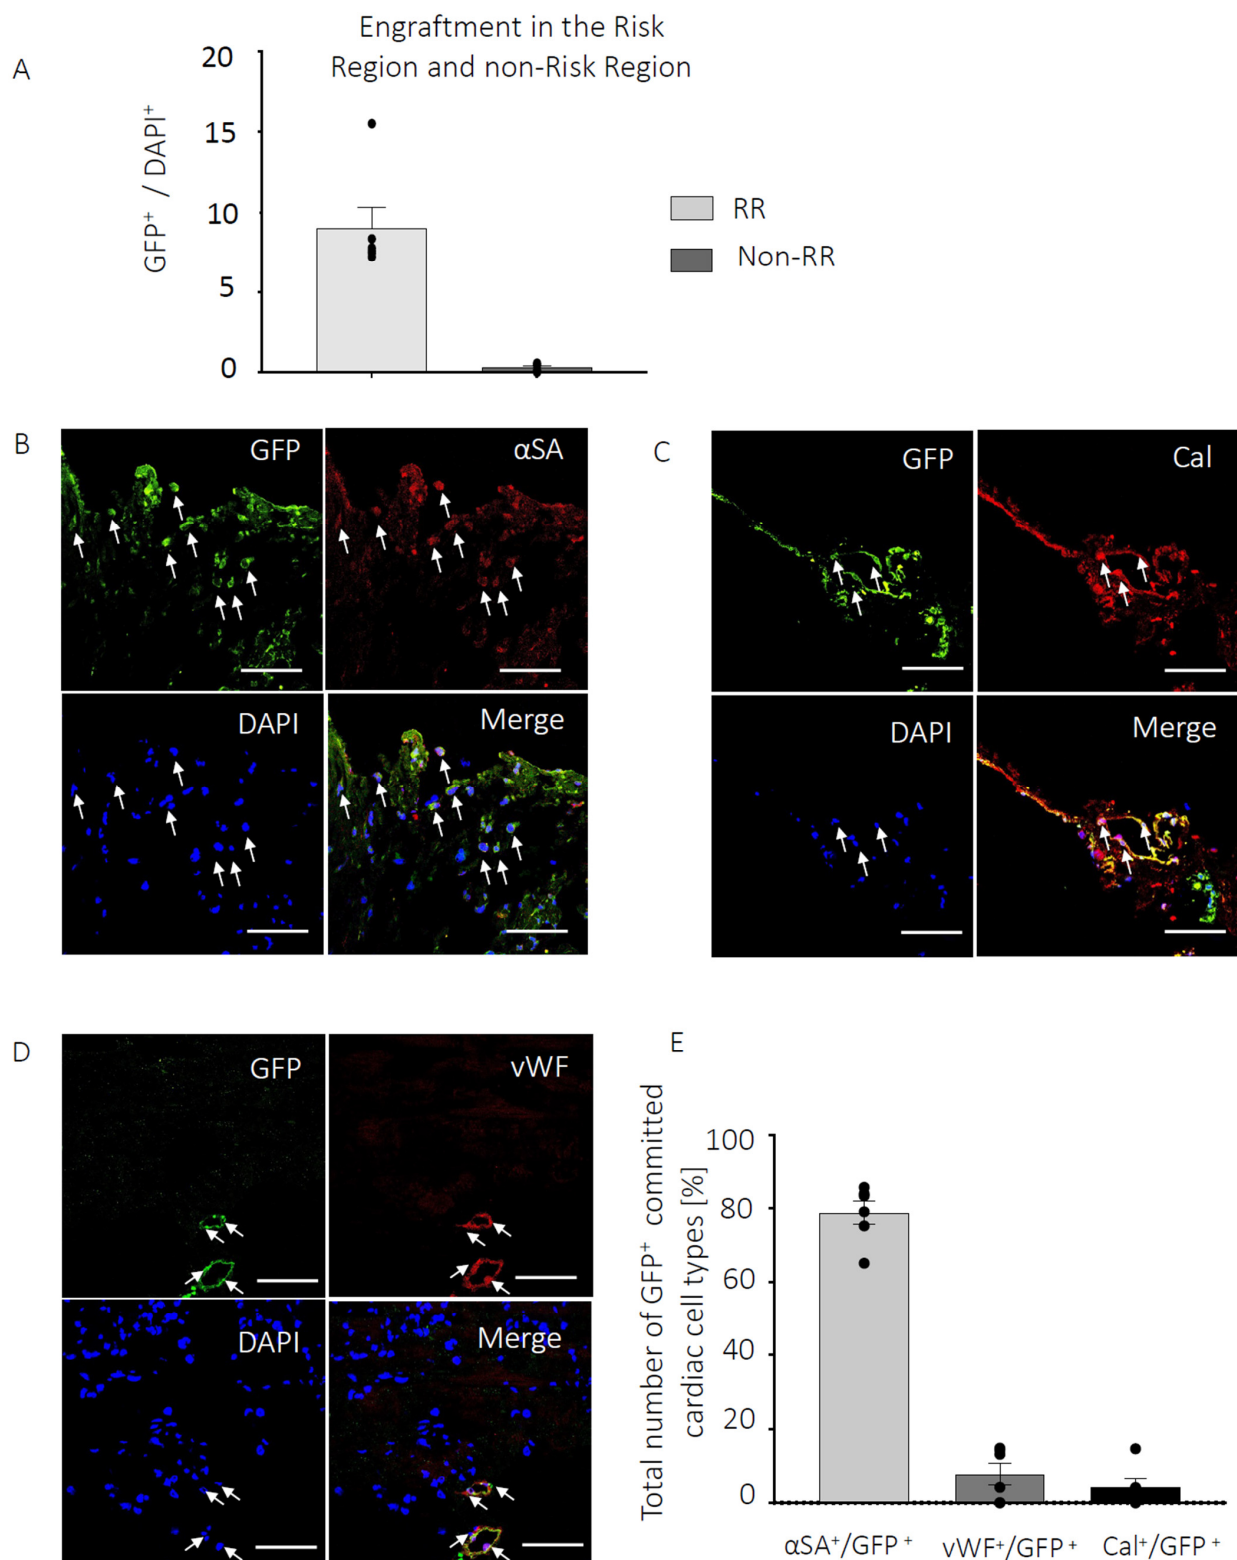 A
Engraftment in the Risk
Region and non-Risk Region
GFP⁺ / DAPI⁺
20
15
10
5
0
RR
Non-RR
B
GFP
αSA
DAPI
Merge
C
GFP
Cal
DAPI
Merge
D
GFP
vWF
DAPI
Merge
E
Total number of GFP⁺ committed
cardiac cell types [%]
100
80
60
40
20
0
αSA⁺/GFP⁺
vWF⁺/GFP⁺
Cal⁺/GFP⁺